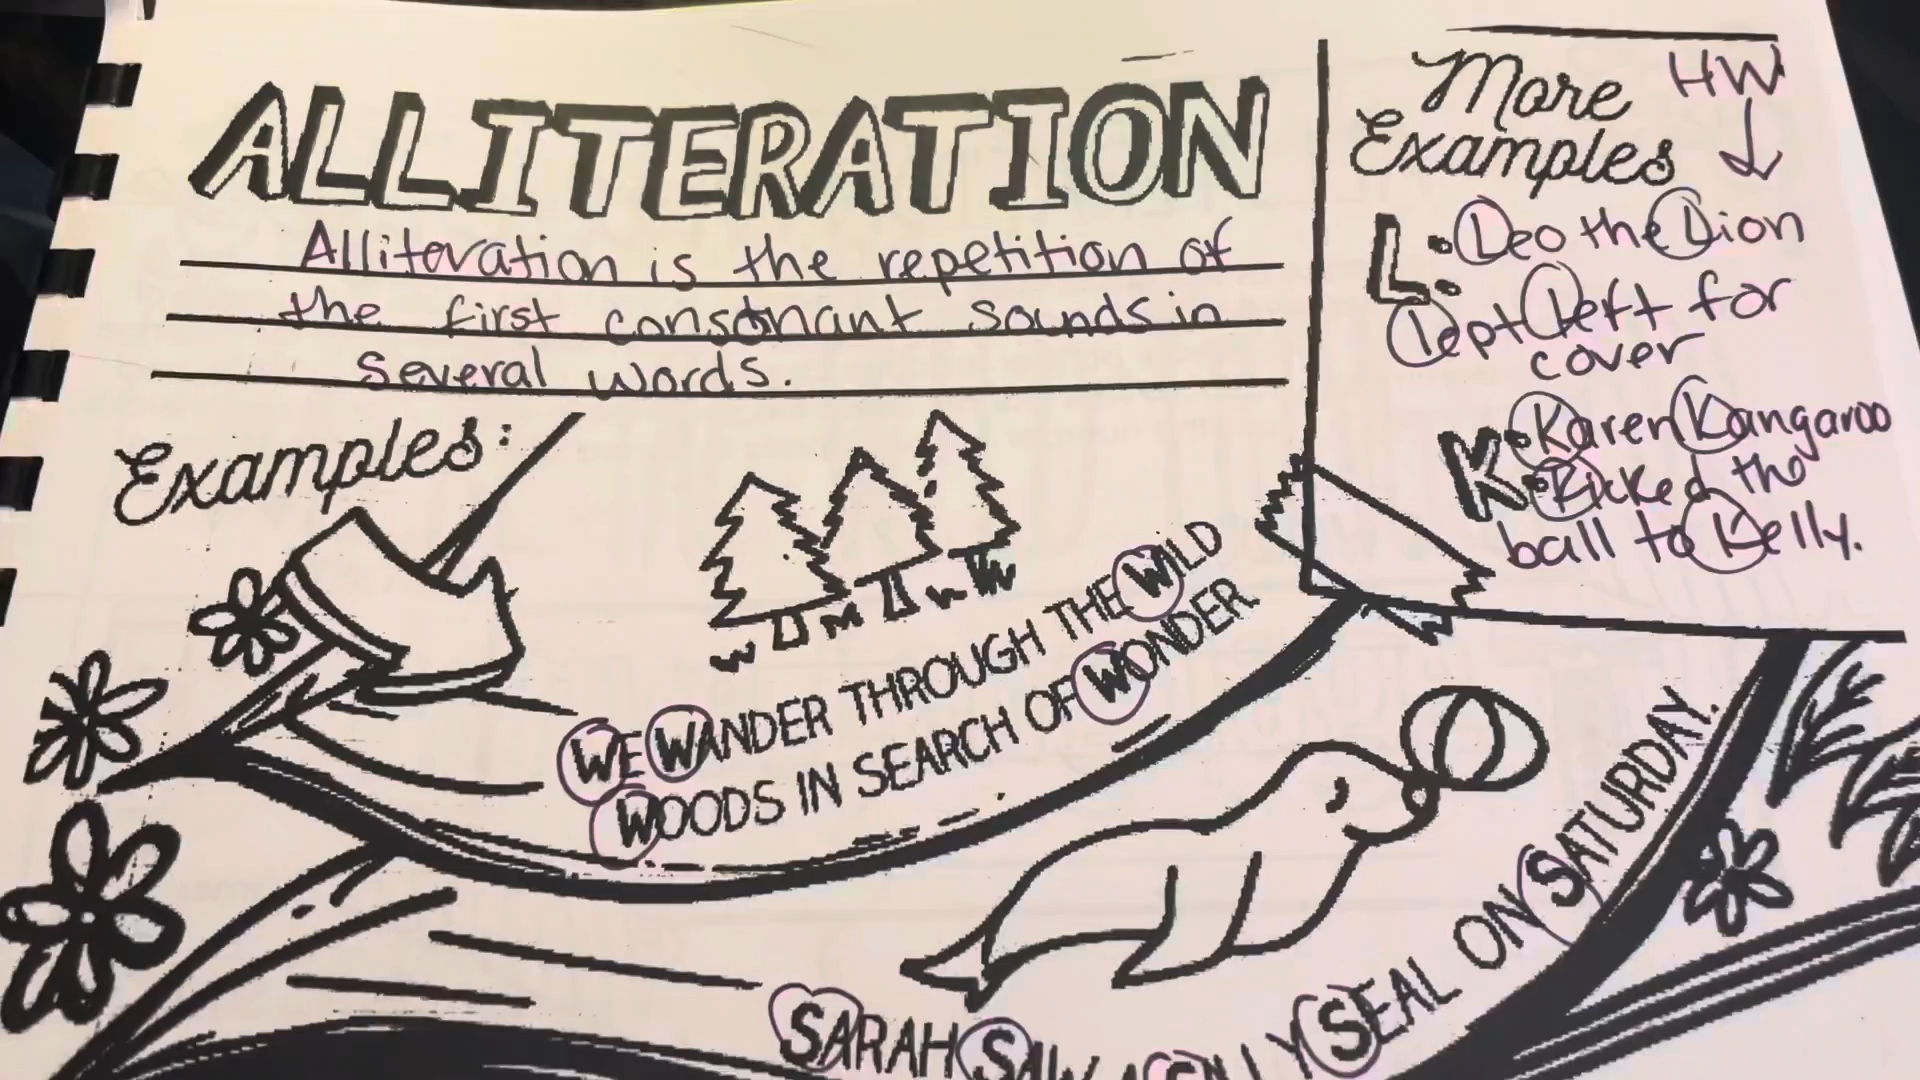 ALLITERATION
Alliteration is the repetition of
the first consonant sounds in
several words.
Examples:
WE WANDER THROUGH THE WILD
WOODS IN SEARCH OF WONDER
SARAH SAW A SILLY SEAL ON SATURDAY.
More
Examples
HW
L: Leo the Lion
lept left for
cover
K: Karen Kangaroo
Kicked the
ball to Kelly.